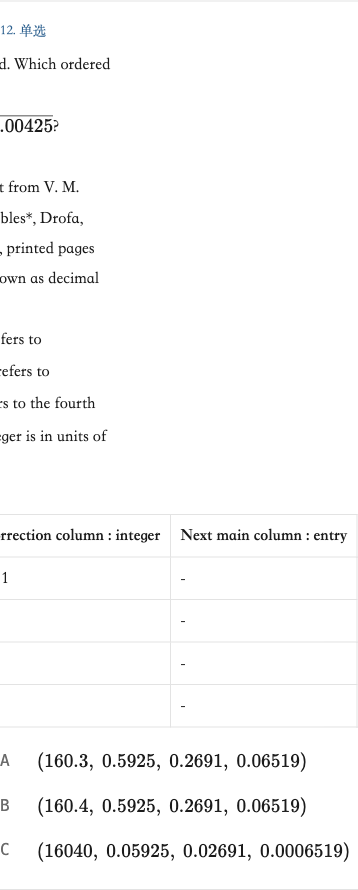 12. 单选
d. Which ordered
.00425?
t from V. M.
bles*, Drofa,
, printed pages
own as decimal
fers to
refers to
rs to the fourth
ger is in units of
rrection column : integer Next main column : entry
1 -
-
-
-
A (160.3, 0.5925, 0.2691, 0.06519)
B (160.4, 0.5925, 0.2691, 0.06519)
C (16040, 0.05925, 0.02691, 0.0006519)